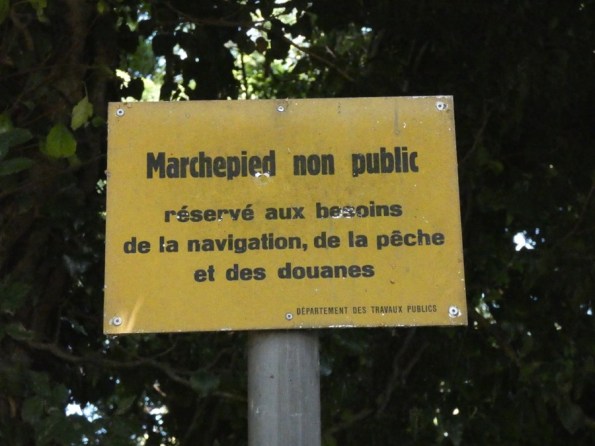 Marchepied non public
réservé aux besoins
de la navigation, de la pêche
et des douanes
DÉPARTEMENT DES TRAVAUX PUBLICS